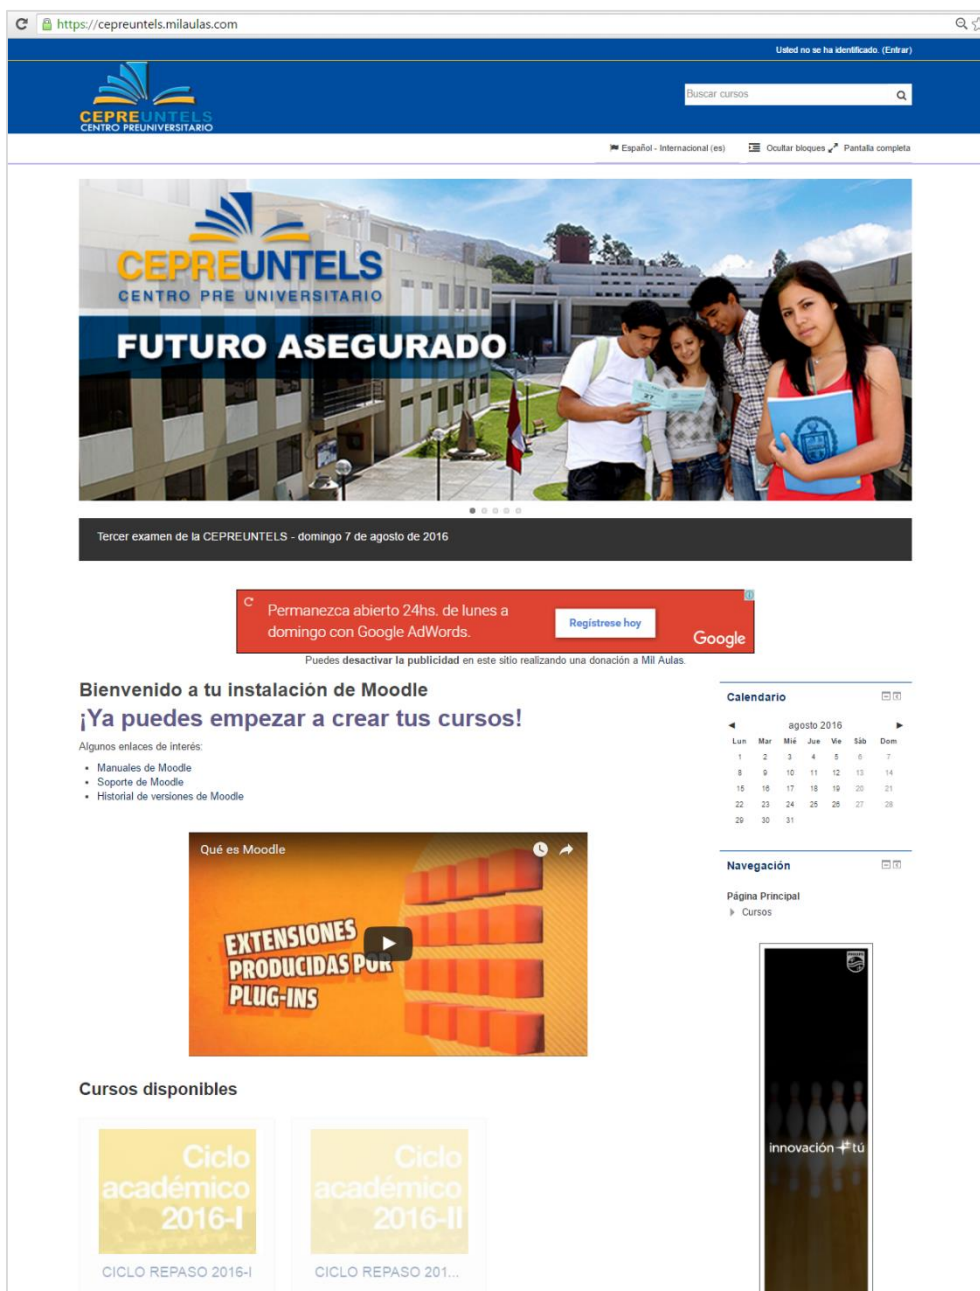 https://cepreuntels.milaulas.com
Usted no se ha identificado. (Entrar)
CEPREUNTELS
CENTRO PREUNIVERSITARIO
Buscar cursos
Español - Internacional (es)
Ocultar bloques
Pantalla completa
CEPREUNTELS
CENTRO PRE UNIVERSITARIO
FUTURO ASEGURADO
27
Tercer examen de la CEPREUNTELS - domingo 7 de agosto de 2016
Permanezca abierto 24hs. de lunes a
domingo con Google AdWords.
Regístrese hoy
Google
Puedes desactivar la publicidad en este sitio realizando una donación a Mil Aulas.
Bienvenido a tu instalación de Moodle
¡Ya puedes empezar a crear tus cursos!
Algunos enlaces de interés:
Manuales de Moodle
Soporte de Moodle
Historial de versiones de Moodle
Qué es Moodle
EXTENSIONES
PRODUCIDAS POR
PLUG-INS
Cursos disponibles
Ciclo
académico
2016-I
CICLO REPASO 2016-I
Ciclo
académico
2016-II
CICLO REPASO 201...
Calendario
agosto 2016
Lun Mar Mié Jue Vie Sáb Dom
1 2 3 4 5 6 7
8 9 10 11 12 13 14
15 16 17 18 19 20 21
22 23 24 25 26 27 28
29 30 31
Navegación
Página Principal
Cursos
innovación + tú